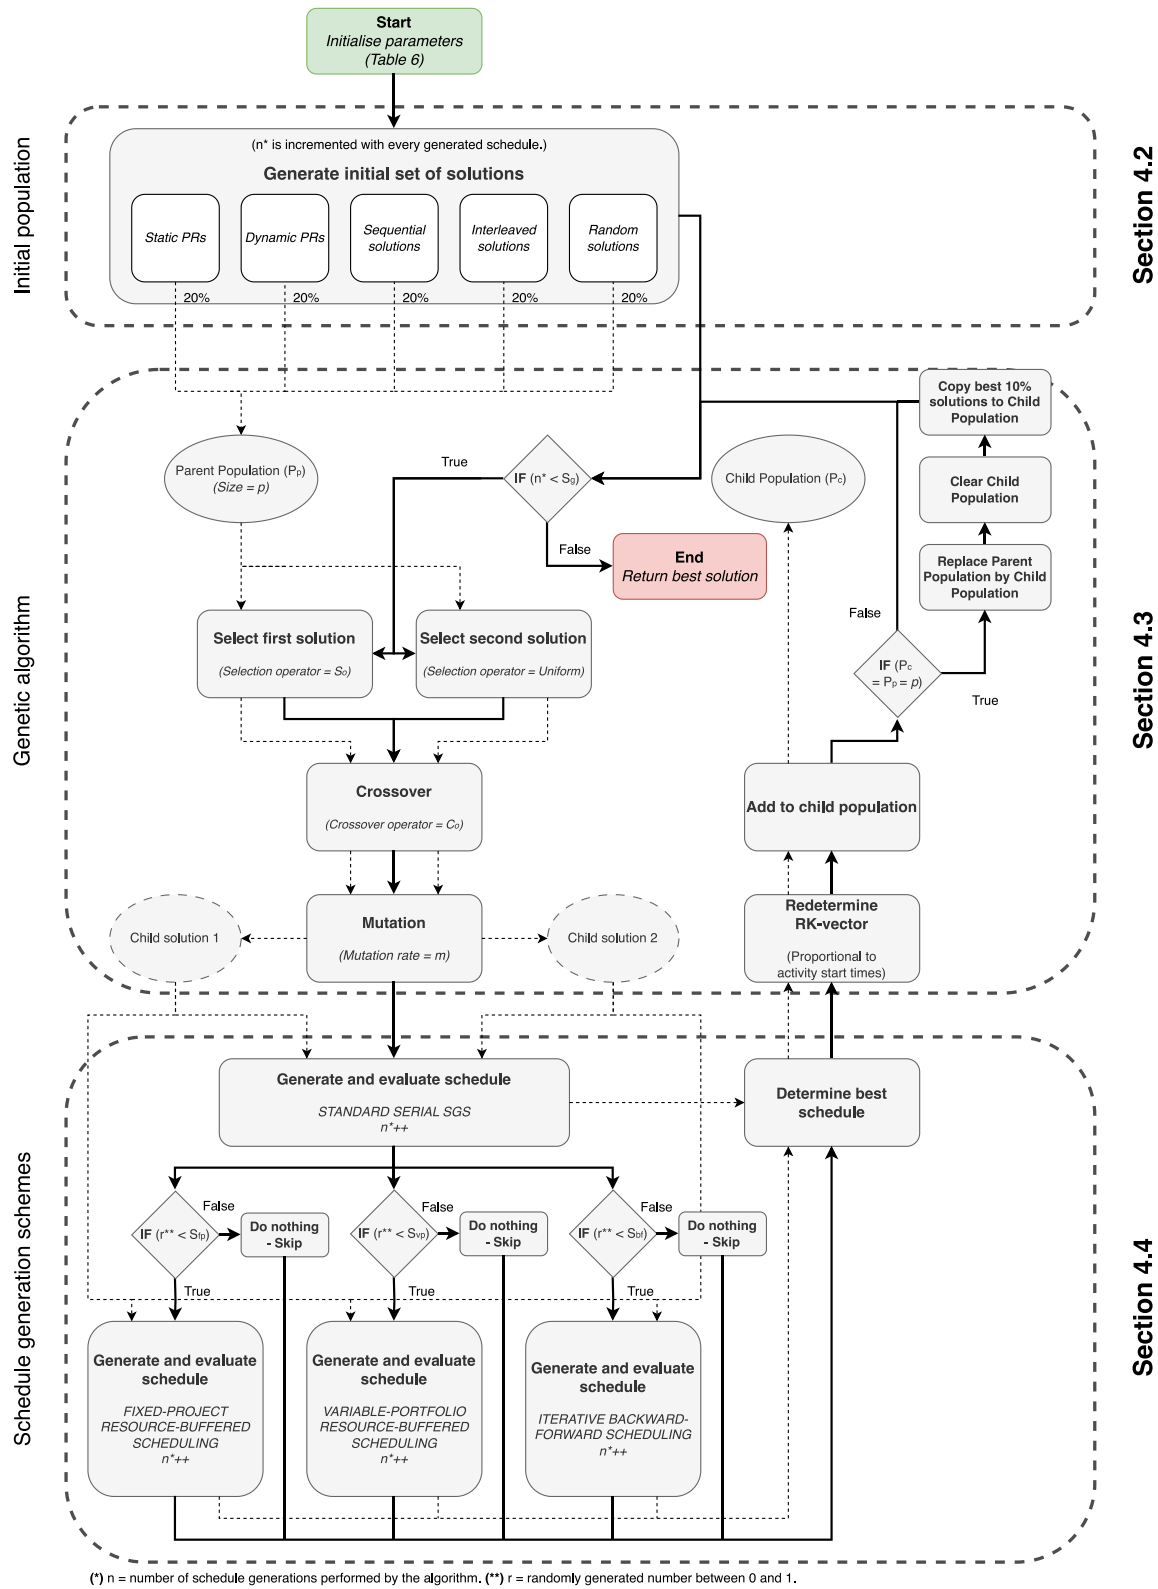 Start
Initialise parameters
(Table 6)
Initial population
Section 4.2
(n* is incremented with every generated schedule.)
Generate initial set of solutions
Static PRs
Dynamic PRs
Sequential
solutions
Interleaved
solutions
Random
solutions
20%
20%
20%
20%
20%
Genetic algorithm
Section 4.3
Copy best 10%
solutions to Child
Population
Parent Population (Pp)
(Size = p)
True
IF (n* < Sg)
Child Population (Pc)
Clear Child
Population
False
End
Return best solution
Replace Parent
Population by Child
Population
False
Select first solution
(Selection operator = So)
Select second solution
(Selection operator = Uniform)
IF (Pc
= Pp = p)
True
Crossover
(Crossover operator = Co)
Add to child population
Child solution 1
Mutation
(Mutation rate = m)
Child solution 2
Redetermine
RK-vector
(Proportional to
activity start times)
Schedule generation schemes
Section 4.4
Generate and evaluate schedule
STANDARD SERIAL SGS
n*++
Determine best
schedule
IF (r** < Sfp)
False
Do nothing
- Skip
True
IF (r** < Svp)
False
Do nothing
- Skip
True
IF (r** < Sbf)
False
Do nothing
- Skip
True
Generate and evaluate
schedule
FIXED-PROJECT
RESOURCE-BUFFERED
SCHEDULING
n*++
Generate and evaluate
schedule
VARIABLE-PORTFOLIO
RESOURCE-BUFFERED
SCHEDULING
n*++
Generate and evaluate
schedule
ITERATIVE BACKWARD-
FORWARD SCHEDULING
n*++
(*) n = number of schedule generations performed by the algorithm. (**) r = randomly generated number between 0 and 1.